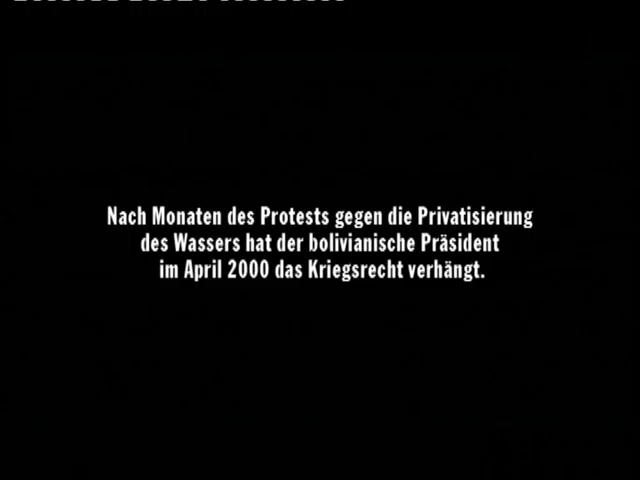 Nach Monaten des Protests gegen die Privatisierung
des Wassers hat der bolivianische Präsident
im April 2000 das Kriegsrecht verhängt.